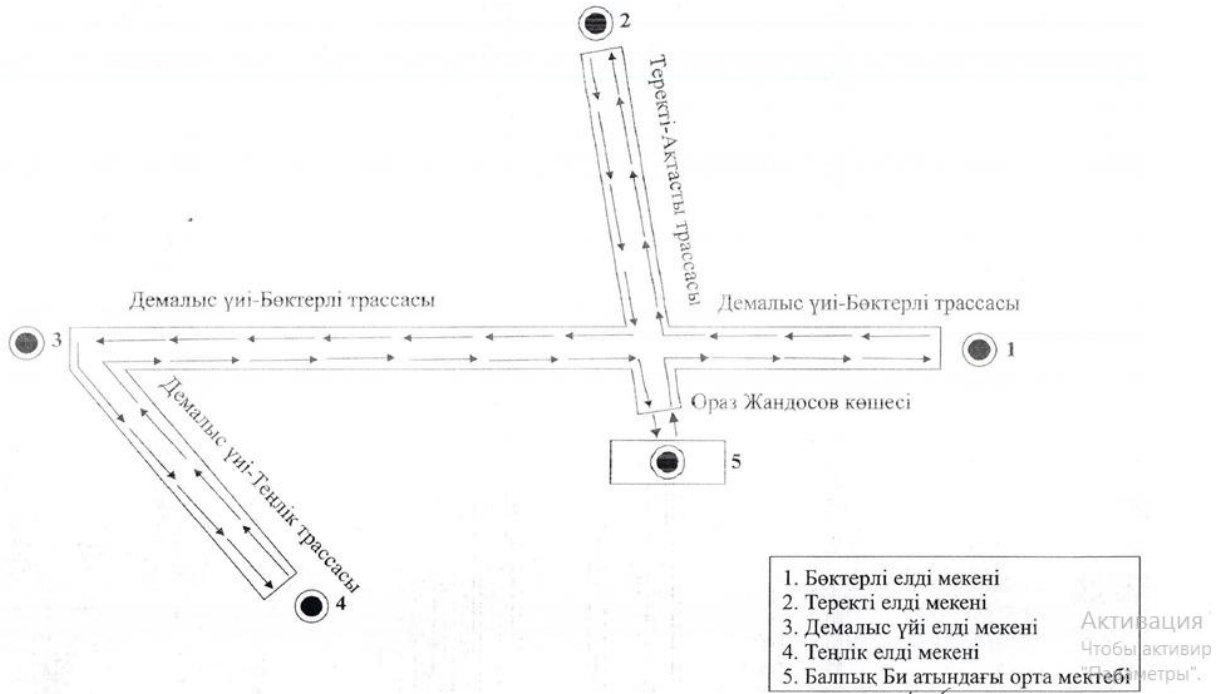 2
Теректі-Ақтасты трассасы
Демалыс үиі-Бөктерлі трассасы
Демалыс үиі-Бөктерлі трассасы
3
1
Ораз Жандосов көшесі
Демалыс үиі-Теңлік трассасы
5
4
1. Бөктерлі елді мекені
2. Теректі елді мекені
3. Демалыс үйі елді мекені
4. Теңлік елді мекені
5. Балпық Би атындағы орта мектебі
Активация
Чтобы активир
"Параметры".